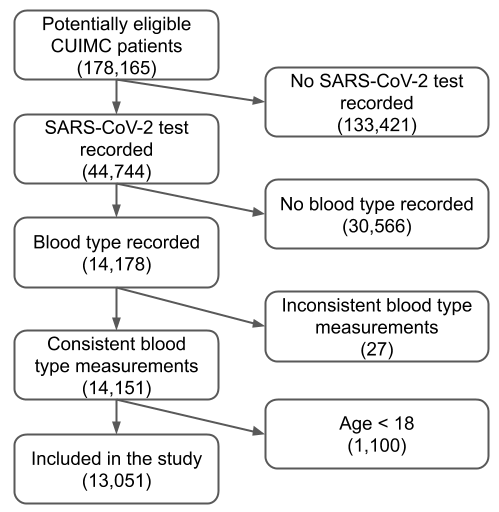 Potentially eligible
CUIMC patients
(178,165)
No SARS-CoV-2 test
recorded
(133,421)
SARS-CoV-2 test
recorded
(44,744)
No blood type recorded
(30,566)
Blood type recorded
(14,178)
Inconsistent blood type
measurements
(27)
Consistent blood
type measurements
(14,151)
Age < 18
(1,100)
Included in the study
(13,051)